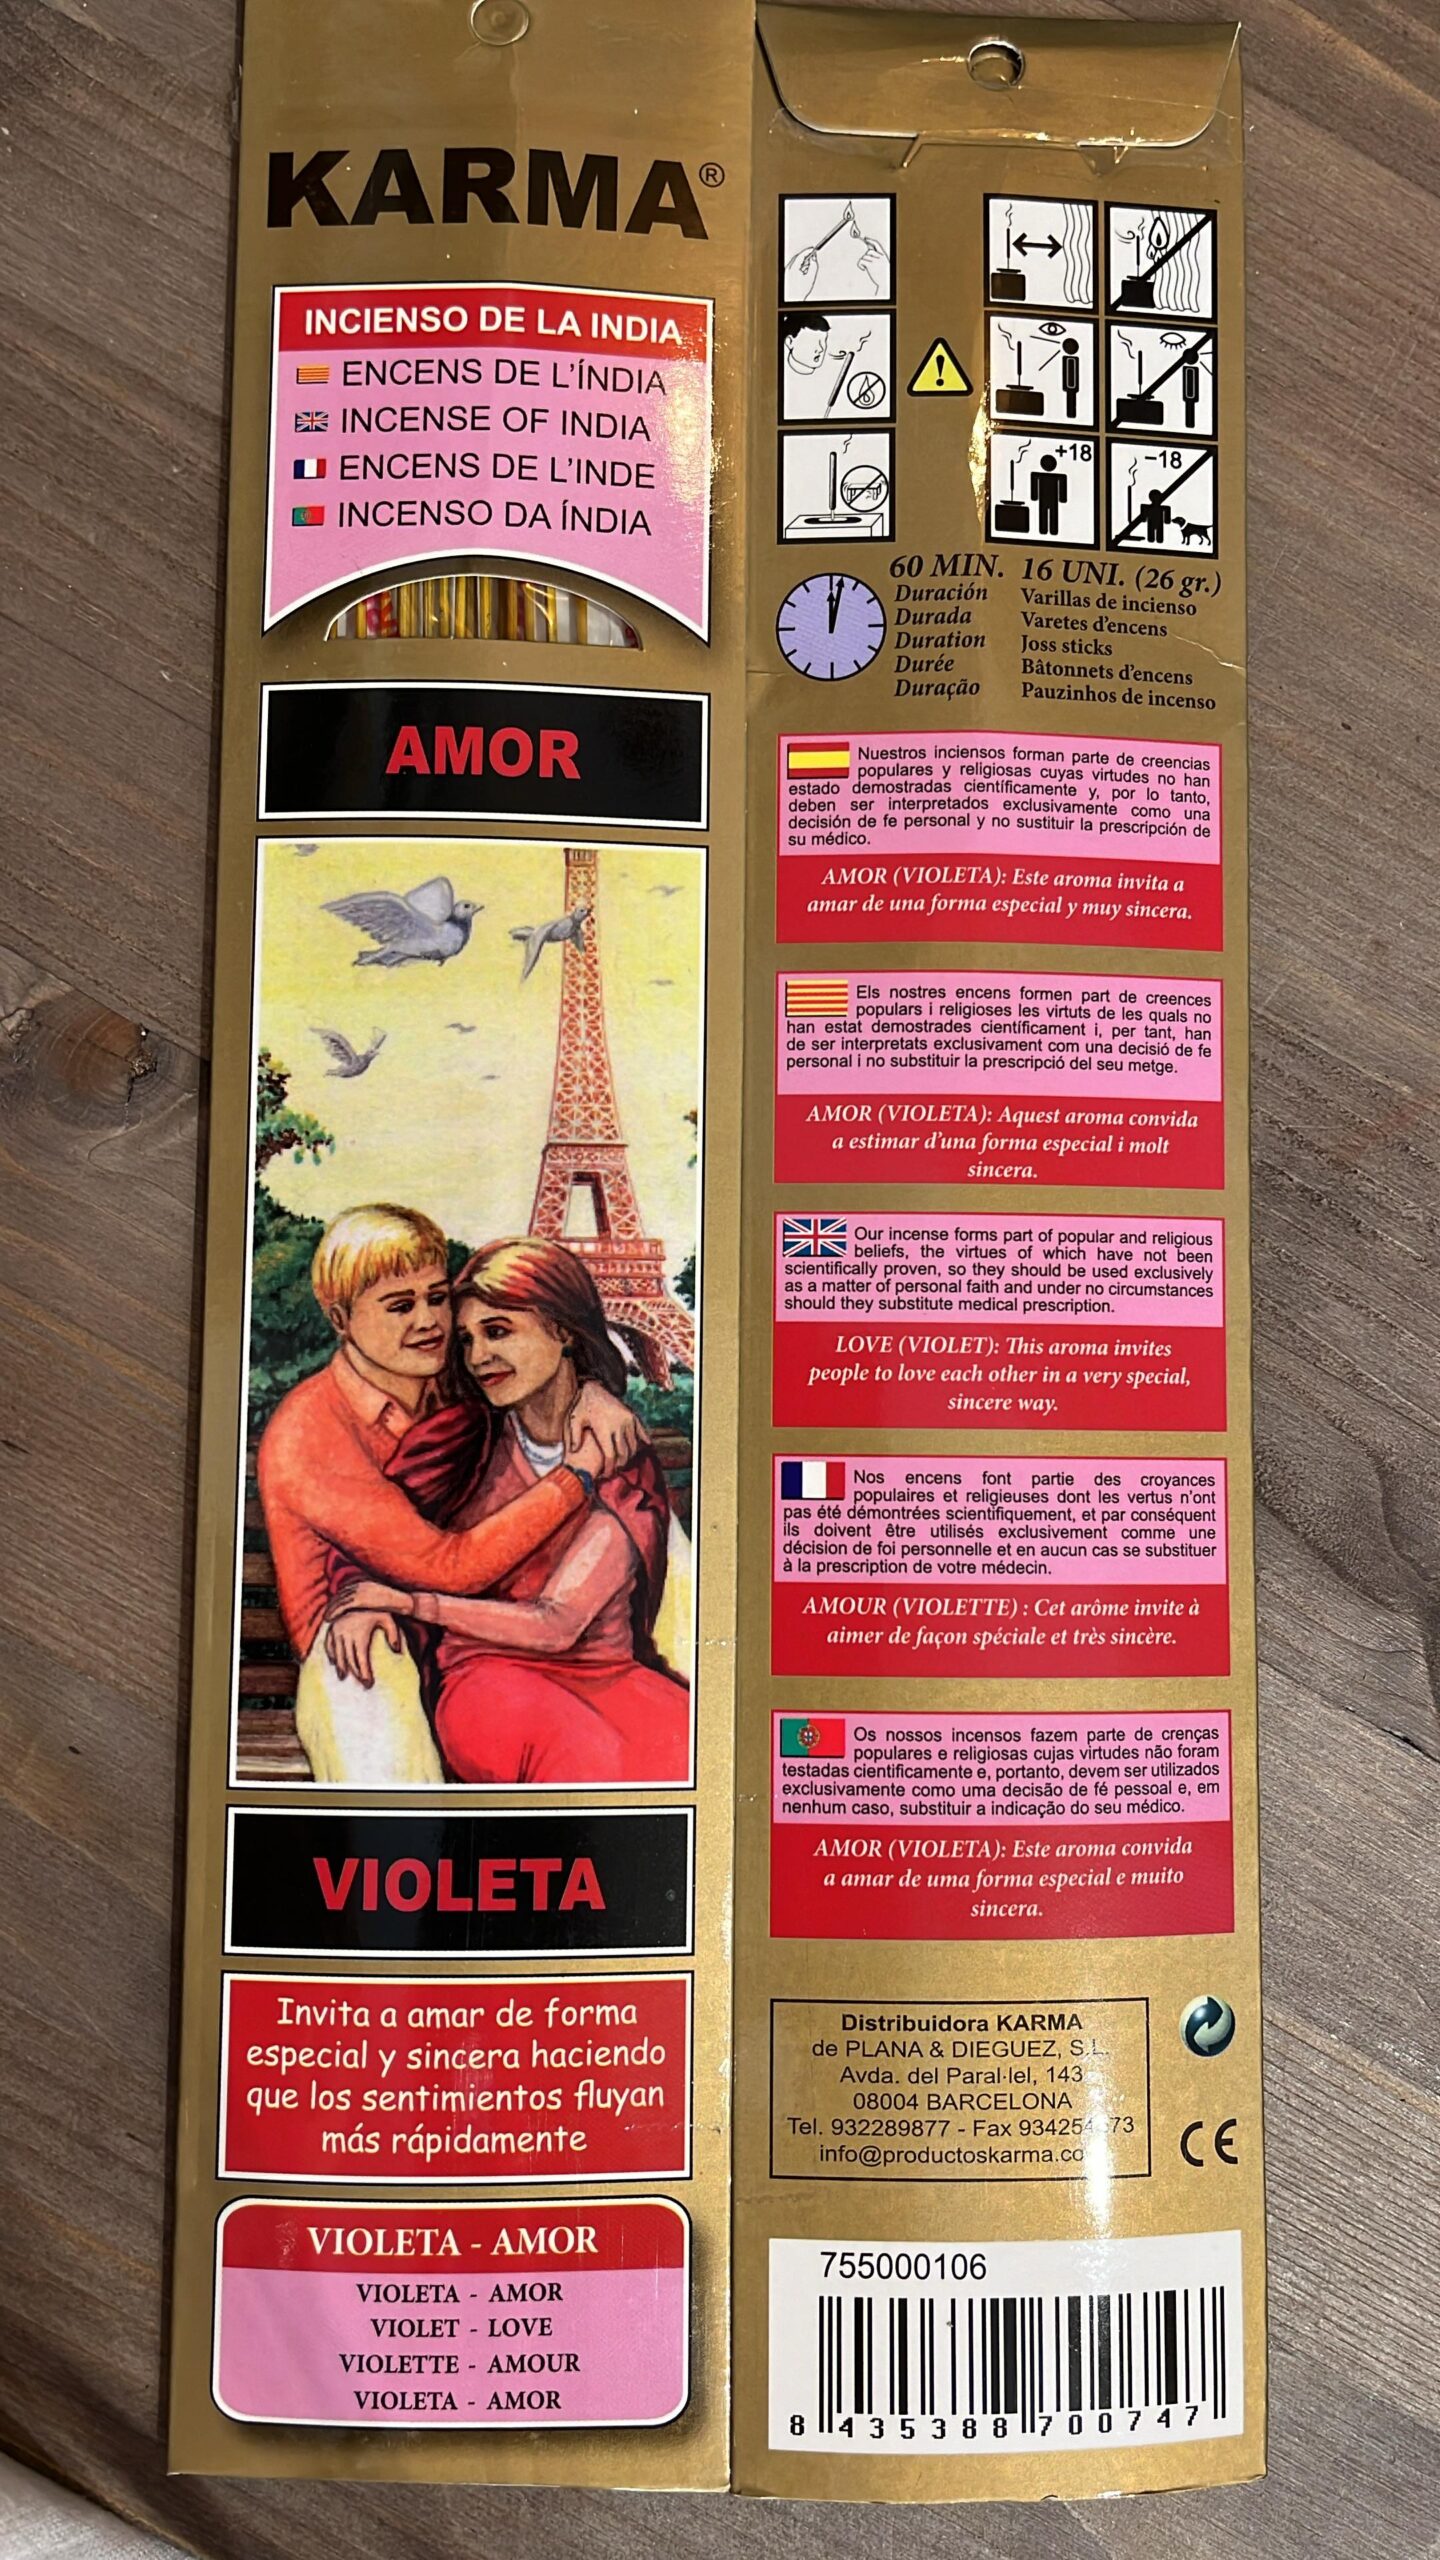 KARMA®
INCIENSO DE LA INDIA
ENCENS DE L'ÍNDIA
INCENSE OF INDIA
ENCENS DE L'INDE
INCENSO DA ÍNDIA
AMOR
VIOLETA
Invita a amar de forma
especial y sincera haciendo
que los sentimientos fluyan
más rápidamente
VIOLETA - AMOR
VIOLETA - AMOR
VIOLET - LOVE
VIOLETTE - AMOUR
VIOLETA - AMOR
+18
-18
60 MIN.
Duración
Durada
Duration
Durée
Duração
16 UNI. (26 gr.)
Varillas de incienso
Varetes d'encens
Joss sticks
Bâtonnets d'encens
Pauzinhos de incenso
Nuestros inciensos forman parte de creencias
populares y religiosas cuyas virtudes no han
estado demostradas científicamente y, por lo tanto,
deben ser interpretados exclusivamente como una
decisión de fe personal y no sustituir la prescripción de
su médico.
AMOR (VIOLETA): Este aroma invita a
amar de una forma especial y muy sincera.
Els nostres encens formen part de creences
populars i religioses les virtuts de les quals no
han estat demostrades científicament i, per tant, han
de ser interpretats exclusivament com una decisió de fe
personal i no substituir la prescripció del seu metge.
AMOR (VIOLETA): Aquest aroma convida
a estimar d'una forma especial i molt
sincera.
Our incense forms part of popular and religious
beliefs, the virtues of which have not been
scientifically proven, so they should be used exclusively
as a matter of personal faith and under no circumstances
should they substitute medical prescription.
LOVE (VIOLET): This aroma invites
people to love each other in a very special,
sincere way.
Nos encens font partie des croyances
populaires et religieuses dont les vertus n'ont
pas été démontrées scientifiquement, et par conséquent
ils doivent être utilisés exclusivement comme une
décision de foi personnelle et en aucun cas se substituer
à la prescription de votre médecin.
AMOUR (VIOLETTE) : Cet arôme invite à
aimer de façon spéciale et très sincère.
Os nossos incensos fazem parte de crenças
populares e religiosas cujas virtudes não foram
testadas cientificamente e, portanto, devem ser utilizados
exclusivamente como uma decisão de fé pessoal e, em
nenhum caso, substituir a indicação do seu médico.
AMOR (VIOLETA): Este aroma convida
a amar de uma forma especial e muito
sincera.
Distribuidora KARMA
de PLANA & DIEGUEZ, S.L.
Avda. del Paral·lel, 143
08004 BARCELONA
Tel. 932289877 - Fax
info@productoskarma.co
CE
755000106
8 435388 700747